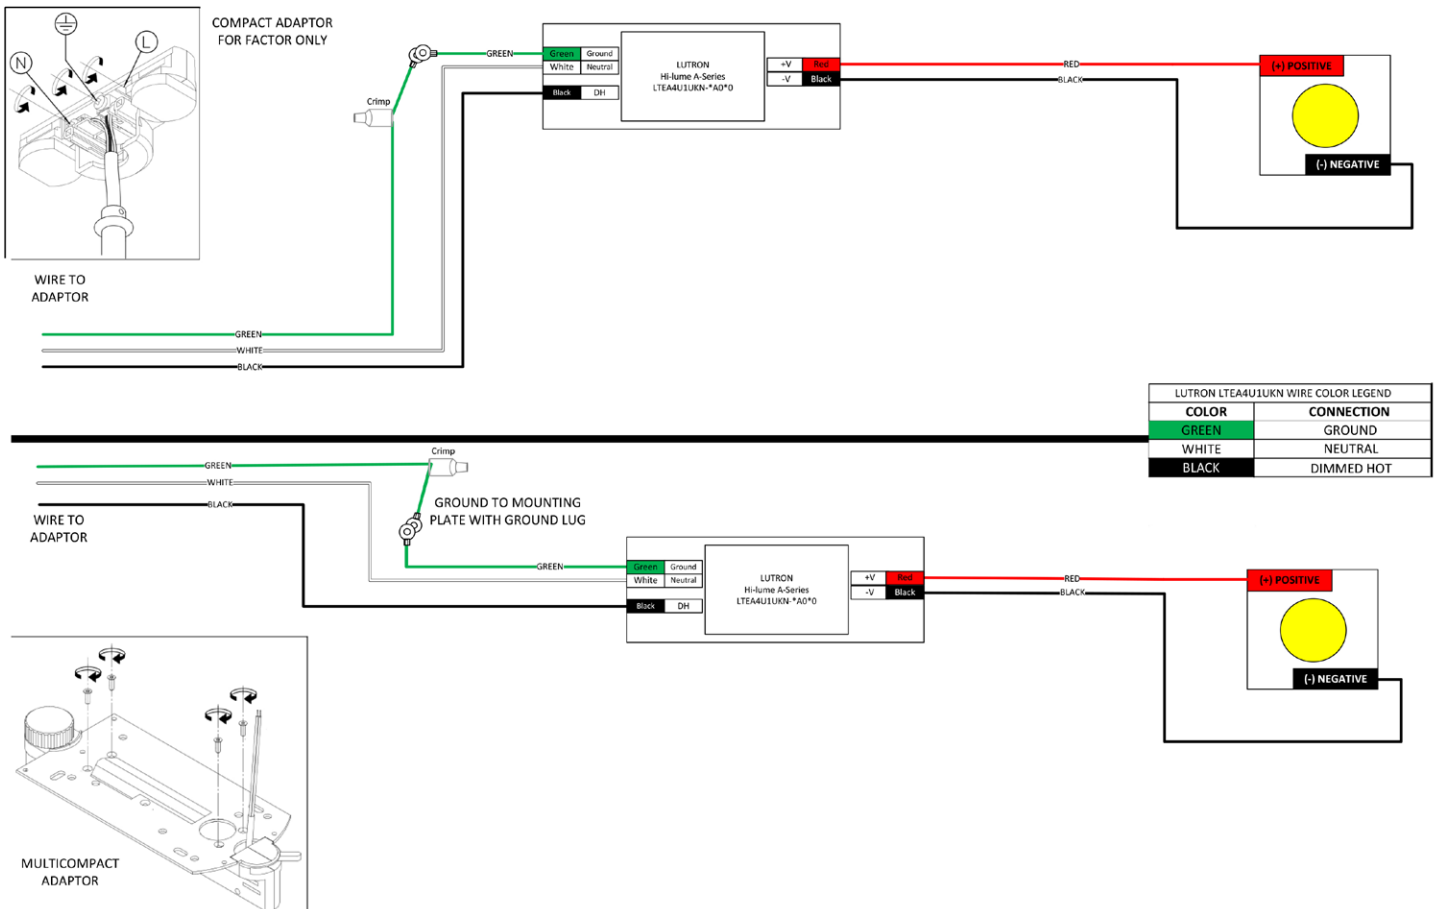 COMPACT ADAPTOR
FOR FACTOR ONLY
L
N
Crimp
GREEN
Green Ground
White Neutral
Black DH
LUTRON
Hi-lume A-Series
LTEA4U1UKN-*A0*0
+V Red
-V Black
RED
BLACK
(+) POSITIVE
(-) NEGATIVE
WIRE TO
ADAPTOR
GREEN
WHITE
BLACK
LUTRON LTEA4U1UKN WIRE COLOR LEGEND
COLOR CONNECTION
GREEN GROUND
WHITE NEUTRAL
BLACK DIMMED HOT
Crimp
GREEN
WHITE
BLACK
WIRE TO
ADAPTOR
GROUND TO MOUNTING
PLATE WITH GROUND LUG
GREEN
Green Ground
White Neutral
Black DH
LUTRON
Hi-lume A-Series
LTEA4U1UKN-*A0*0
+V Red
-V Black
RED
BLACK
(+) POSITIVE
(-) NEGATIVE
MULTICOMPACT
ADAPTOR